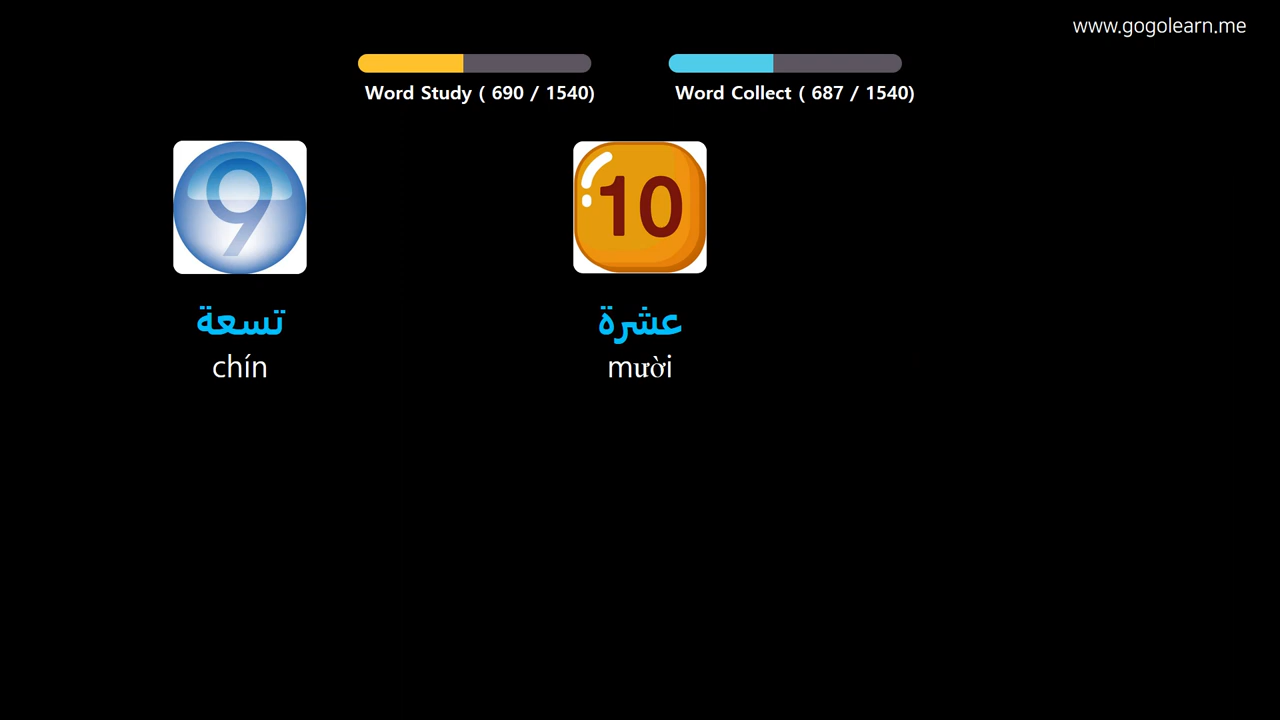 www.gogolearn.me
Word Study ( 690 / 1540)
Word Collect ( 687 / 1540)
9
10
تسعة
عشرة
chín
mười